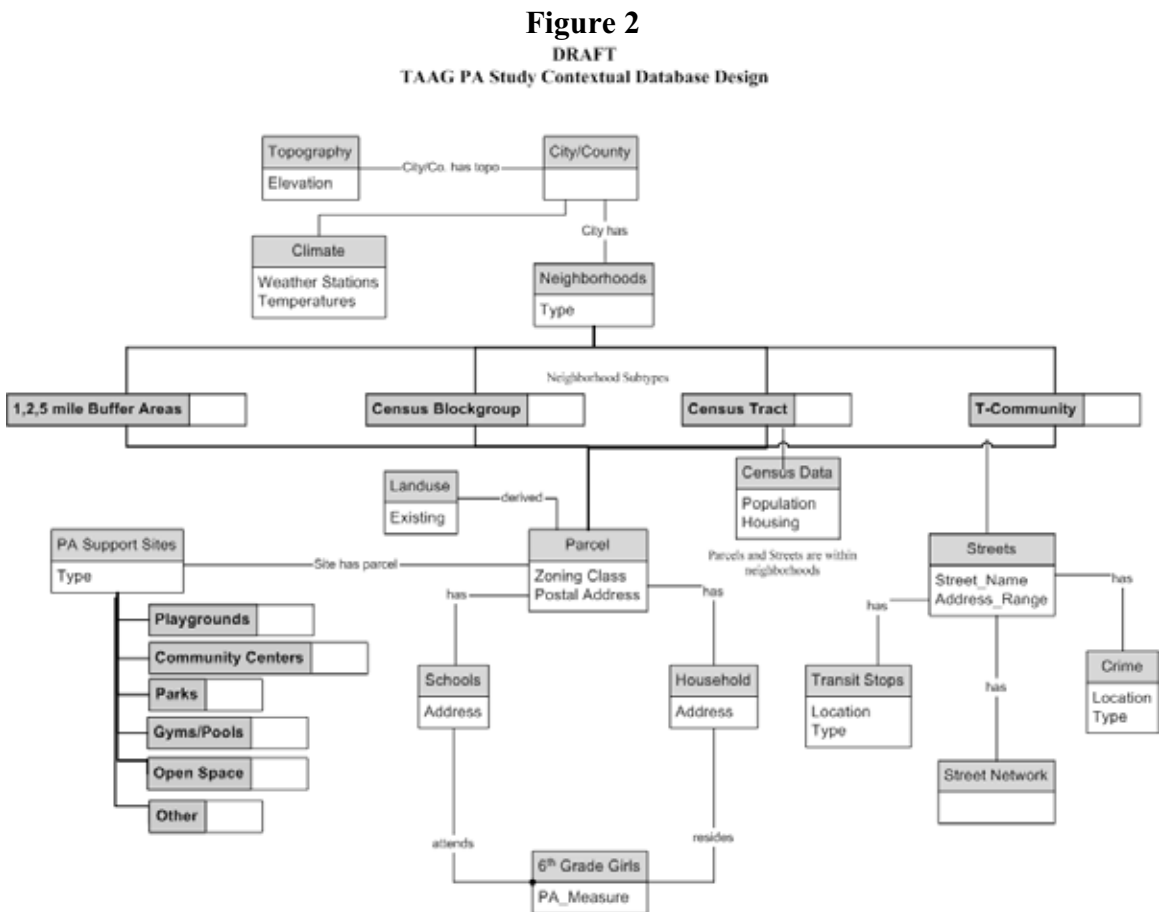 Figure 2
DRAFT
TAAG PA Study Contextual Database Design
Topography
Elevation
City/Co. has topo
City/County
City has
Climate
Weather Stations
Temperatures
Neighborhoods
Type
Neighborhood Subtypes
1,2,5 mile Buffer Areas
Census Blockgroup
Census Tract
T-Community
Landuse
Existing
derived
Census Data
Population
Housing
PA Support Sites
Type
Site has parcel
Parcel
Zoning Class
Postal Address
Parcels and Streets are within
neighborhoods
Streets
Street_Name
Address_Range
has
has
has
has
has
Playgrounds
Community Centers
Parks
Gyms/Pools
Open Space
Other
Schools
Address
Household
Address
Transit Stops
Location
Type
Crime
Location
Type
Street Network
attends
resides
6th Grade Girls
PA_Measure